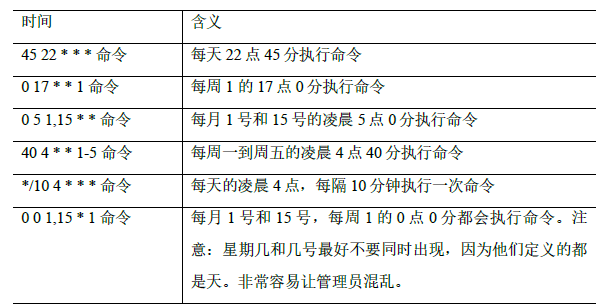 时间 含义
45 22 * * * 命令 每天 22 点 45 分执行命令
0 17 * * 1 命令 每周 1 的 17 点 0 分执行命令
0 5 1,15 * * 命令 每月 1 号和 15 号的凌晨 5 点 0 分执行命令
40 4 * * 1-5 命令 每周一到周五的凌晨 4 点 40 分执行命令
*/10 4 * * * 命令 每天的凌晨 4 点，每隔 10 分钟执行一次命令
0 0 1,15 * 1 命令 每月 1 号和 15 号，每周 1 的 0 点 0 分都会执行命令。注
意：星期几和几号最好不要同时出现，因为他们定义的都
是天。非常容易让管理员混乱。